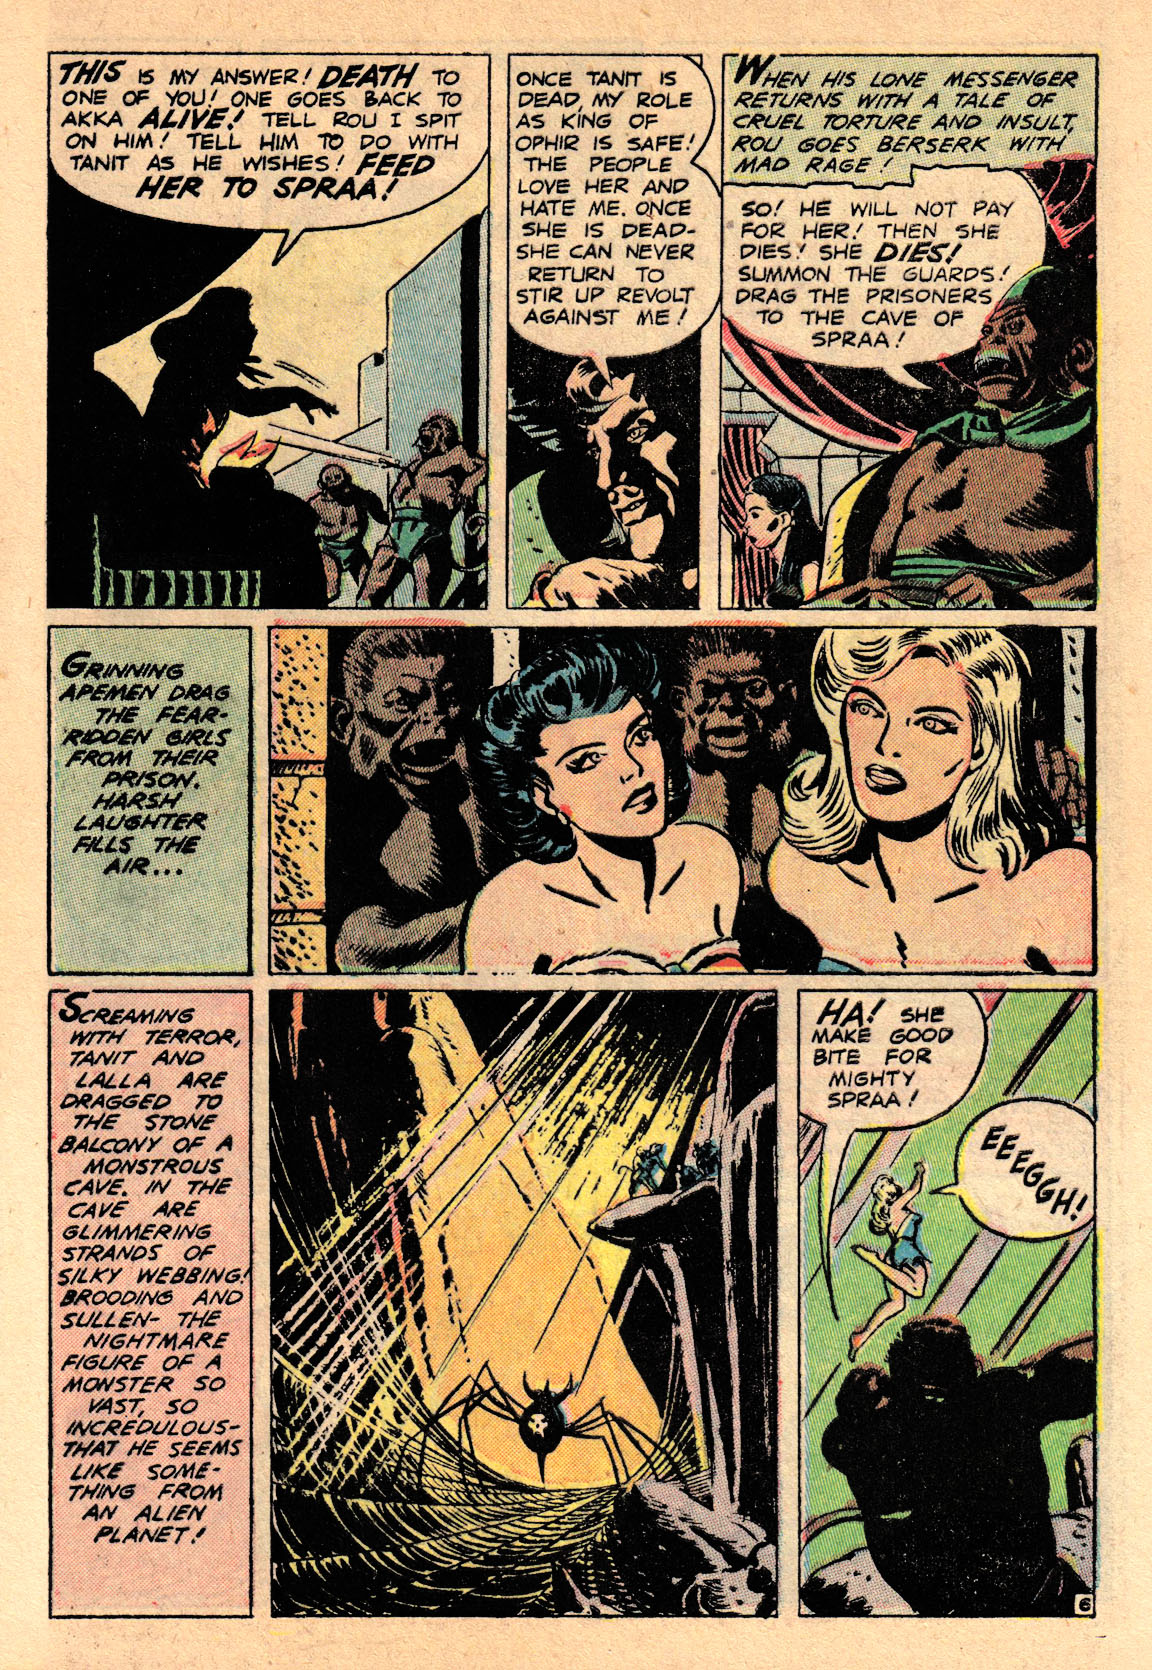 THIS IS MY ANSWER! DEATH TO
ONE OF YOU! ONE GOES BACK TO
AKKA ALIVE! TELL ROU I SPIT
ON HIM! TELL HIM TO DO WITH
TANIT AS HE WISHES! FEED
HER TO SPRAA!
ONCE TANIT IS
DEAD, MY ROLE
AS KING OF
OPHIR IS SAFE!
THE PEOPLE
LOVE HER AND
HATE ME. ONCE
SHE IS DEAD-
SHE CAN NEVER
RETURN TO
STIR UP REVOLT
AGAINST ME!
WHEN HIS LONE MESSENGER
RETURNS WITH A TALE OF
CRUEL TORTURE AND INSULT,
ROU GOES BERSERK WITH
MAD RAGE!
SO! HE WILL NOT PAY
FOR HER! THEN SHE
DIES! SHE DIES!
SUMMON THE GUARDS!
DRAG THE PRISONERS
TO THE CAVE OF
SPRAA!
GRINNING
APEMEN DRAG
THE FEAR-
RIDDEN GIRLS
FROM THEIR
PRISON.
HARSH
LAUGHTER
FILLS THE
AIR...
SCREAMING
WITH TERROR,
TANIT AND
LALLA ARE
DRAGGED TO
THE STONE
BALCONY OF A
MONSTROUS
CAVE. IN THE
CAVE ARE
GLIMMERING
STRANDS OF
SILKY WEBBING!
BROODING AND
SULLEN- THE
NIGHTMARE
FIGURE OF A
MONSTER SO
VAST, SO
INCREDULOUS-
THAT HE SEEMS
LIKE SOME-
THING FROM
AN ALIEN
PLANET!
HA! SHE
MAKE GOOD
BITE FOR
MIGHTY
SPRAA!
EEEGGH!
6